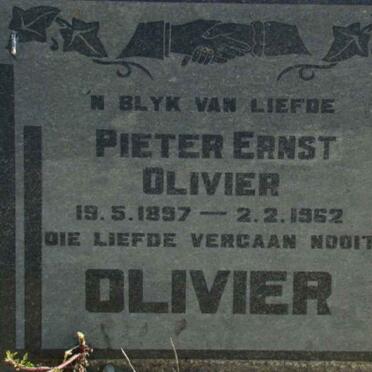 'N BLYK VAN LIEFDE
PIETER ERNST
OLIVIER
19.5.1897 — 2.2.1962
DIE LIEFDE VERGAAN NOOIT
OLIVIER